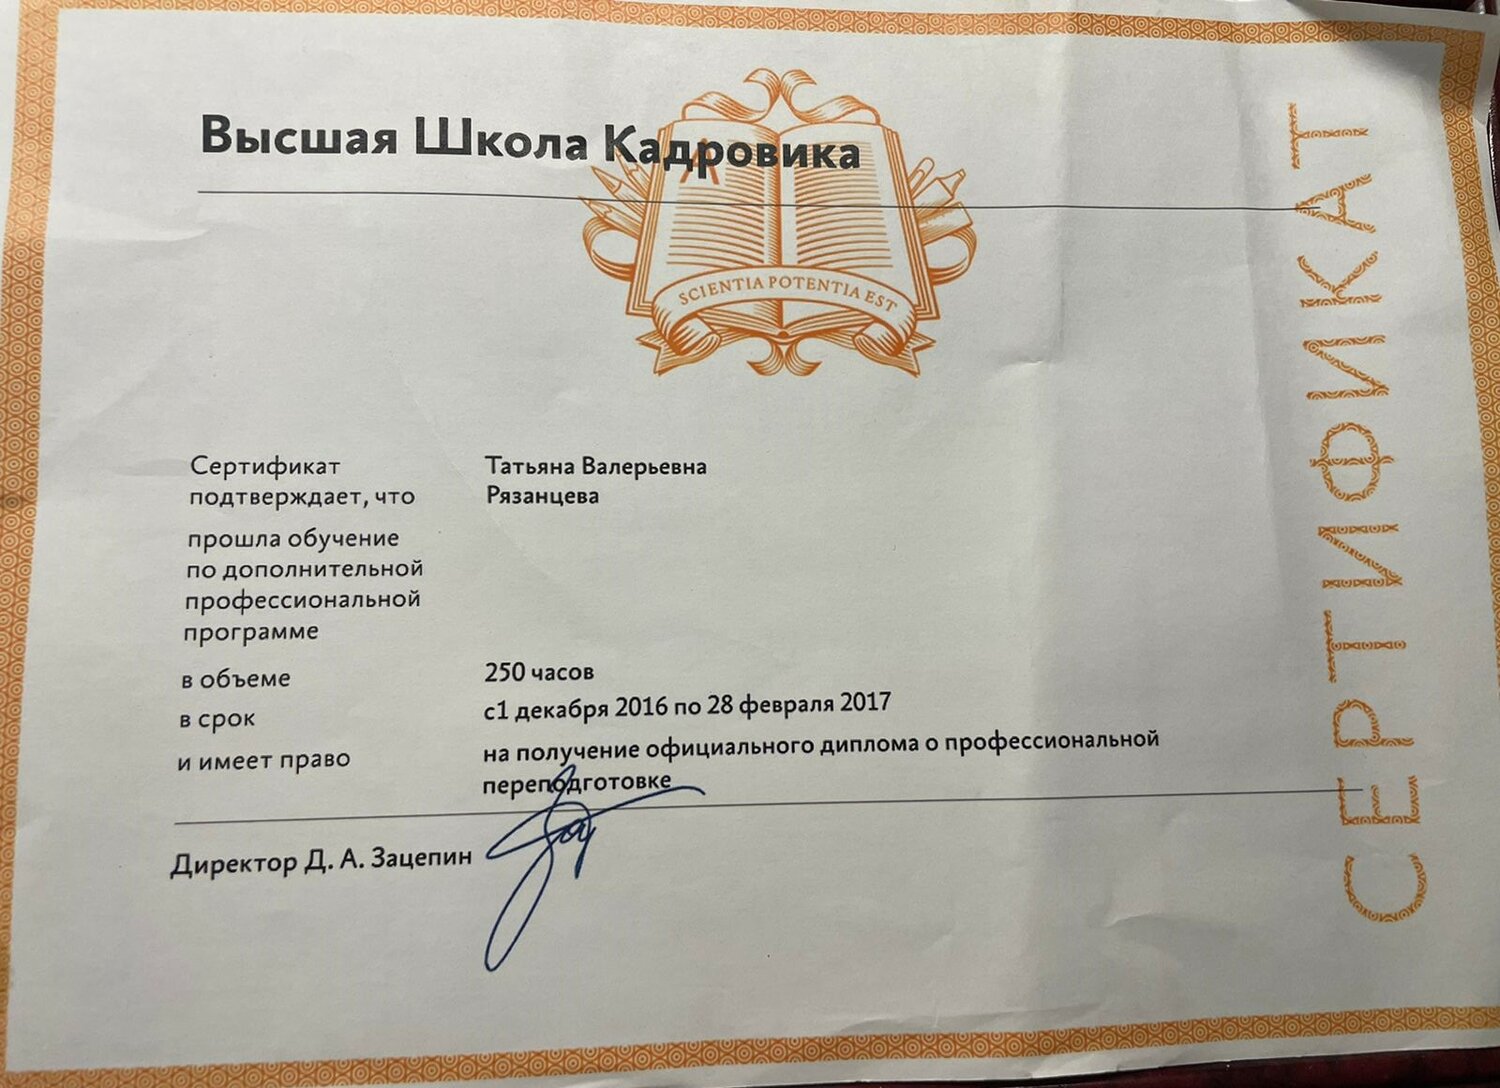 Высшая Школа Кадровика
SCIENTIA POTENTIA EST
Сертификат
подтверждает, что
Татьяна Валерьевна
Рязанцева
прошла обучение
по дополнительной
профессиональной
программе
в объеме
250 часов
в срок
с1 декабря 2016 по 28 февраля 2017
и имеет право
на получение официального диплома о профессиональной
переподготовке
Директор Д. А. Зацепин
СЕРТИФИКАТ